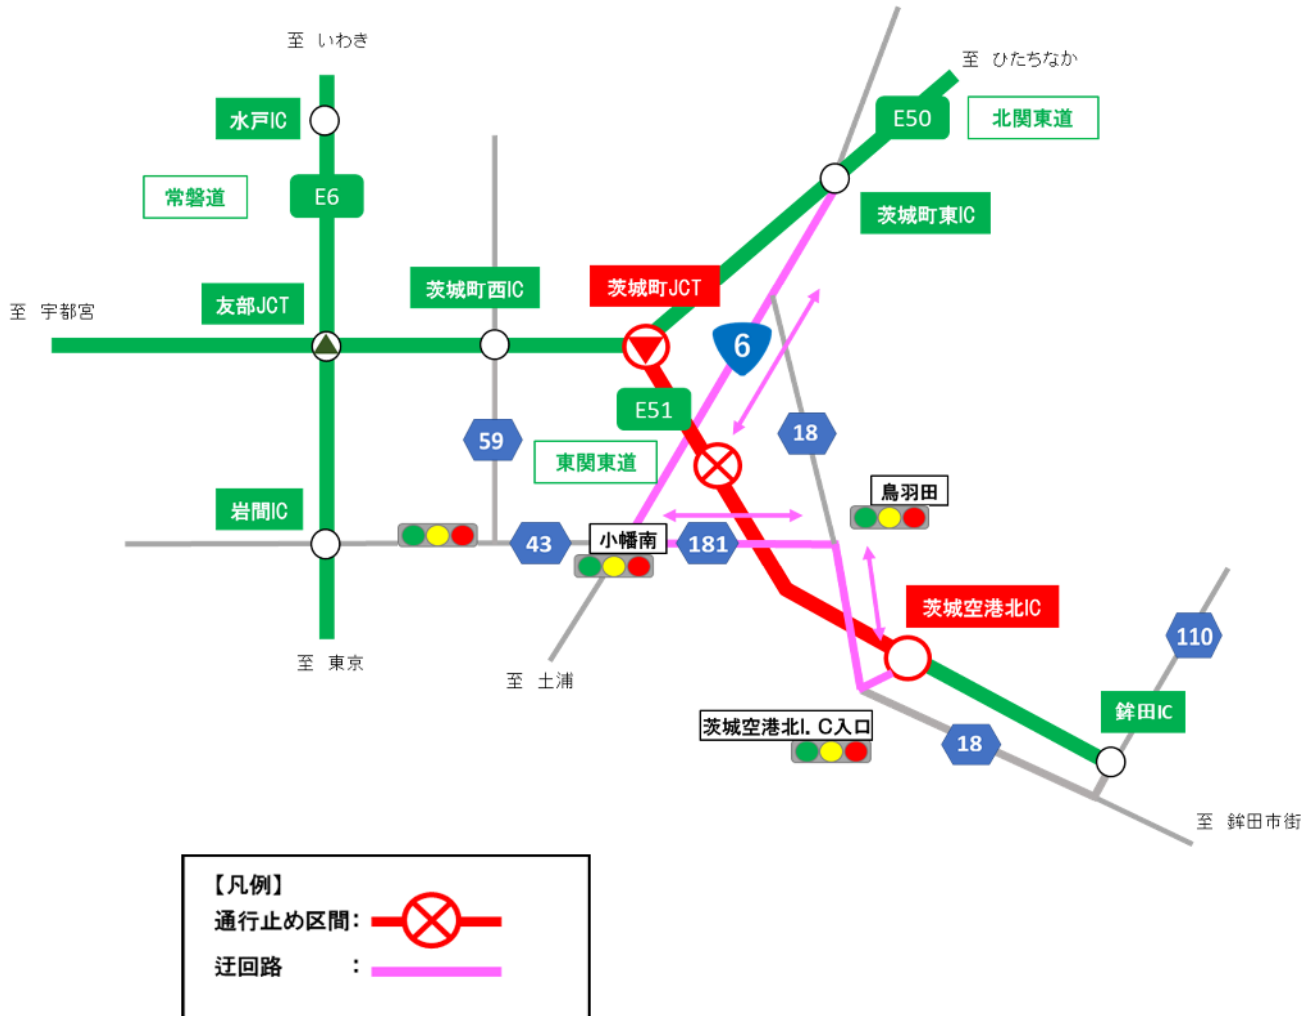 至 いわき
至 ひたちなか
水戸IC
E50
北関東道
常磐道
E6
茨城町東IC
友部JCT
茨城町西IC
茨城町JCT
至 宇都宮
6
E51
59
18
東関東道
鳥羽田
岩間IC
43
小幡南
181
茨城空港北IC
110
至 東京
至 土浦
茨城空港北I.C入口
鉾田IC
18
至 鉾田市街
【凡例】
通行止め区間:
迂回路 :